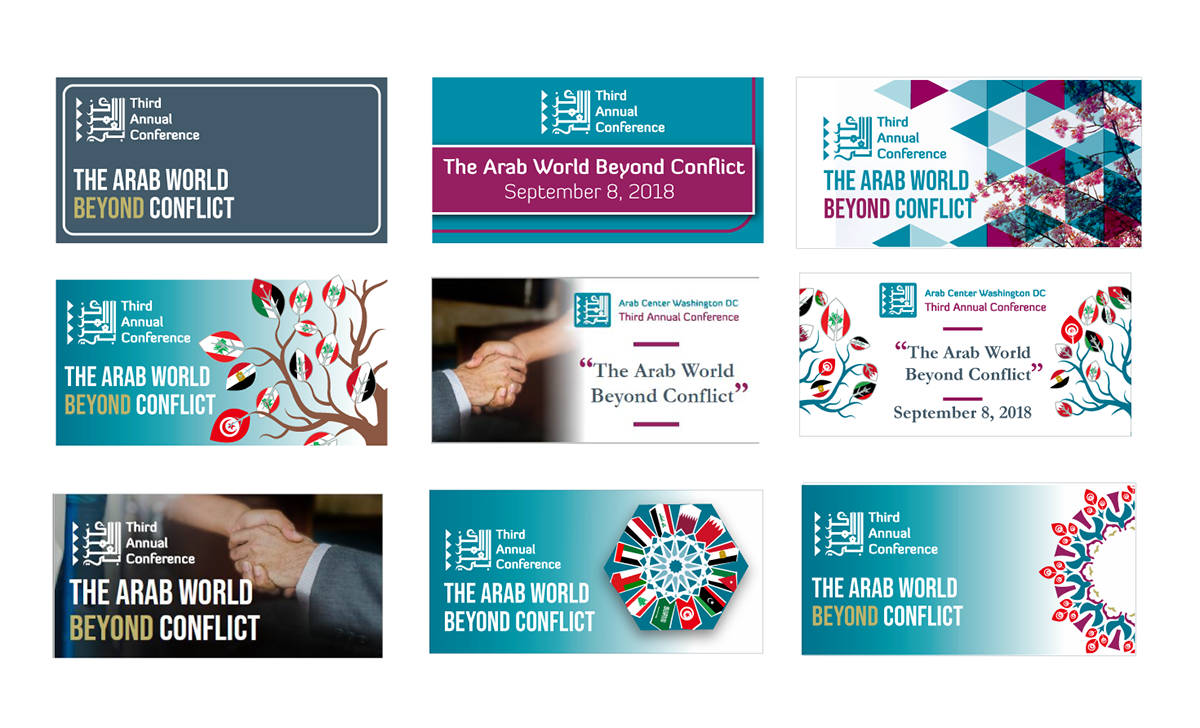 Third
Annual
Conference
THE ARAB WORLD
BEYOND CONFLICT
Third
Annual
Conference
The Arab World Beyond Conflict
September 8, 2018
Third
Annual
Conference
THE ARAB WORLD
BEYOND CONFLICT
Third
Annual
Conference
THE ARAB WORLD
BEYOND CONFLICT
Arab Center Washington DC
Third Annual Conference
“The Arab World
Beyond Conflict”
Arab Center Washington DC
Third Annual Conference
“The Arab World
Beyond Conflict”
September 8, 2018
Third
Annual
Conference
THE ARAB WORLD
BEYOND CONFLICT
Third
Annual
Conference
THE ARAB WORLD
BEYOND CONFLICT
Third
Annual
Conference
THE ARAB WORLD
BEYOND CONFLICT